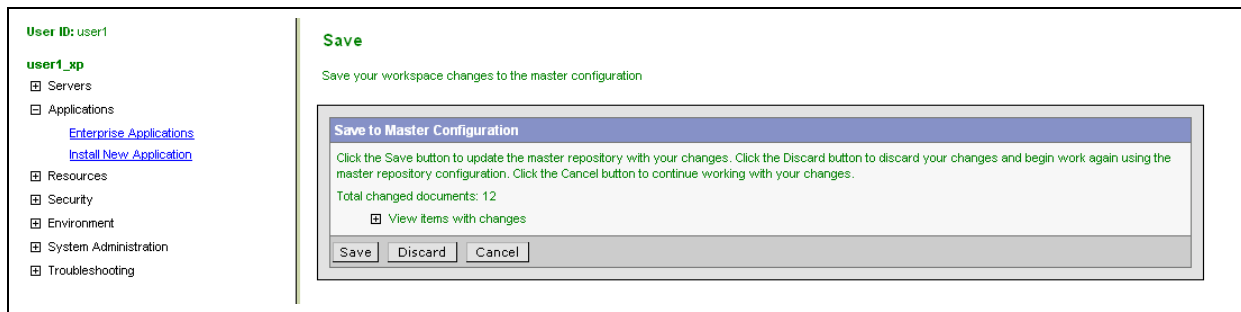 User ID: user1
user1_xp
Servers
Applications
Enterprise Applications
Install New Application
Resources
Security
Environment
System Administration
Troubleshooting
Save
Save your workspace changes to the master configuration
Save to Master Configuration
Click the Save button to update the master repository with your changes. Click the Discard button to discard your changes and begin work again using the
master repository configuration. Click the Cancel button to continue working with your changes.
Total changed documents: 12
View items with changes
Save Discard Cancel